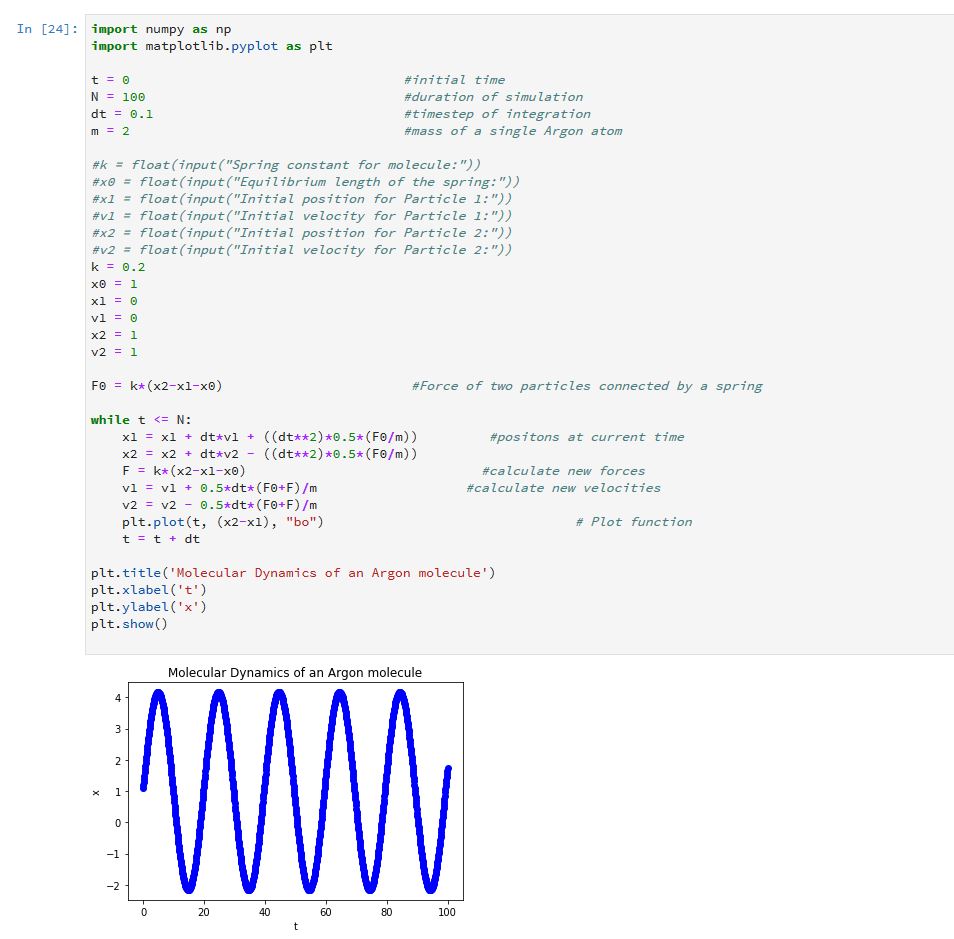 In [24]: import numpy as np
import matplotlib.pyplot as plt
t = 0 #initial time
N = 100 #duration of simulation
dt = 0.1 #timestep of integration
m = 2 #mass of a single Argon atom
#k = float(input("Spring constant for molecule:"))
#x0 = float(input("Equilibrium length of the spring:"))
#x1 = float(input("Initial position for Particle 1:"))
#v1 = float(input("Initial velocity for Particle 1:"))
#x2 = float(input("Initial position for Particle 2:"))
#v2 = float(input("Initial velocity for Particle 2:"))
k = 0.2
x0 = 1
x1 = 0
v1 = 0
x2 = 1
v2 = 1
F0 = k*(x2-x1-x0) #Force of two particles connected by a spring
while t <= N:
x1 = x1 + dt*v1 + ((dt**2)*0.5*(F0/m)) #positons at current time
x2 = x2 + dt*v2 - ((dt**2)*0.5*(F0/m))
F = k*(x2-x1-x0) #calculate new forces
v1 = v1 + 0.5*dt*(F0+F)/m #calculate new velocities
v2 = v2 - 0.5*dt*(F0+F)/m
plt.plot(t, (x2-x1), "bo") # Plot function
t = t + dt
plt.title('Molecular Dynamics of an Argon molecule')
plt.xlabel('t')
plt.ylabel('x')
plt.show()
Molecular Dynamics of an Argon molecule
4
3
2
1
0
−1
−2
x
0 20 40 60 80 100
t